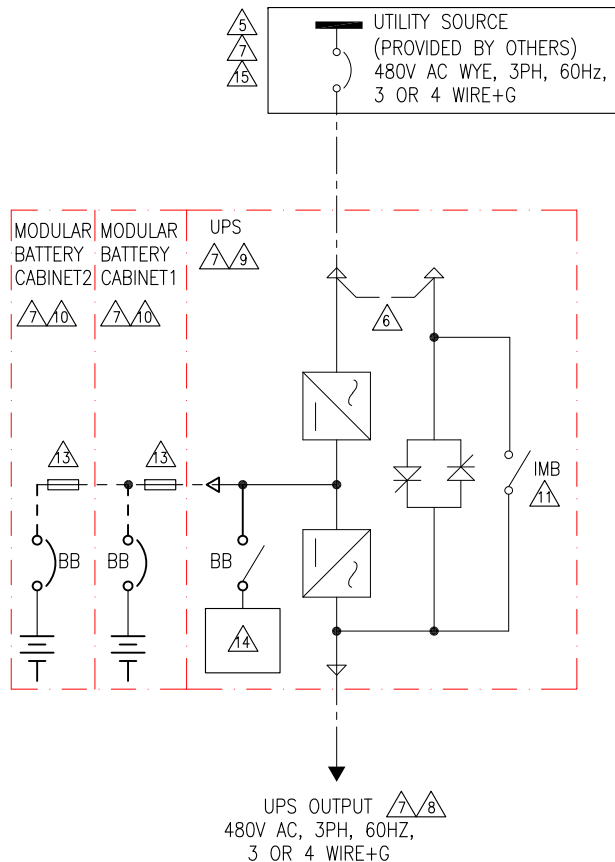 5
7
15
UTILITY SOURCE
(PROVIDED BY OTHERS)
480V AC WYE, 3PH, 60Hz,
3 OR 4 WIRE+G
MODULAR
BATTERY
CABINET2
7 10
MODULAR
BATTERY
CABINET1
7 10
UPS
7 9
6
13
13
IMB
11
BB
BB
BB
14
UPS OUTPUT 7 8
480V AC, 3PH, 60HZ,
3 OR 4 WIRE+G